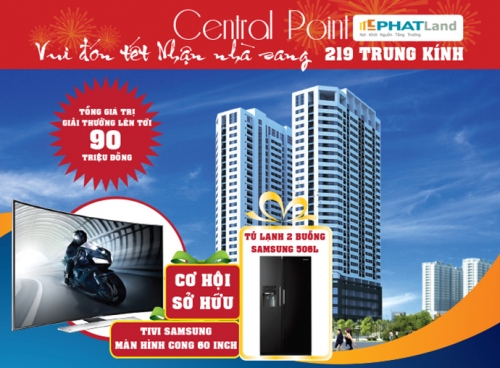 Central Point
PHATLand
Vui đón tết Nhận nhà sang
219 TRUNG KÍNH
TỔNG GIÁ TRỊ
GIẢI THƯỞNG LÊN TỚI
90
TRIỆU ĐỒNG
TỦ LẠNH 2 BUỒNG
SAMSUNG 506L
CƠ HỘI
SỞ HỮU
TIVI SAMSUNG
MÀN HÌNH CONG 60 INCH